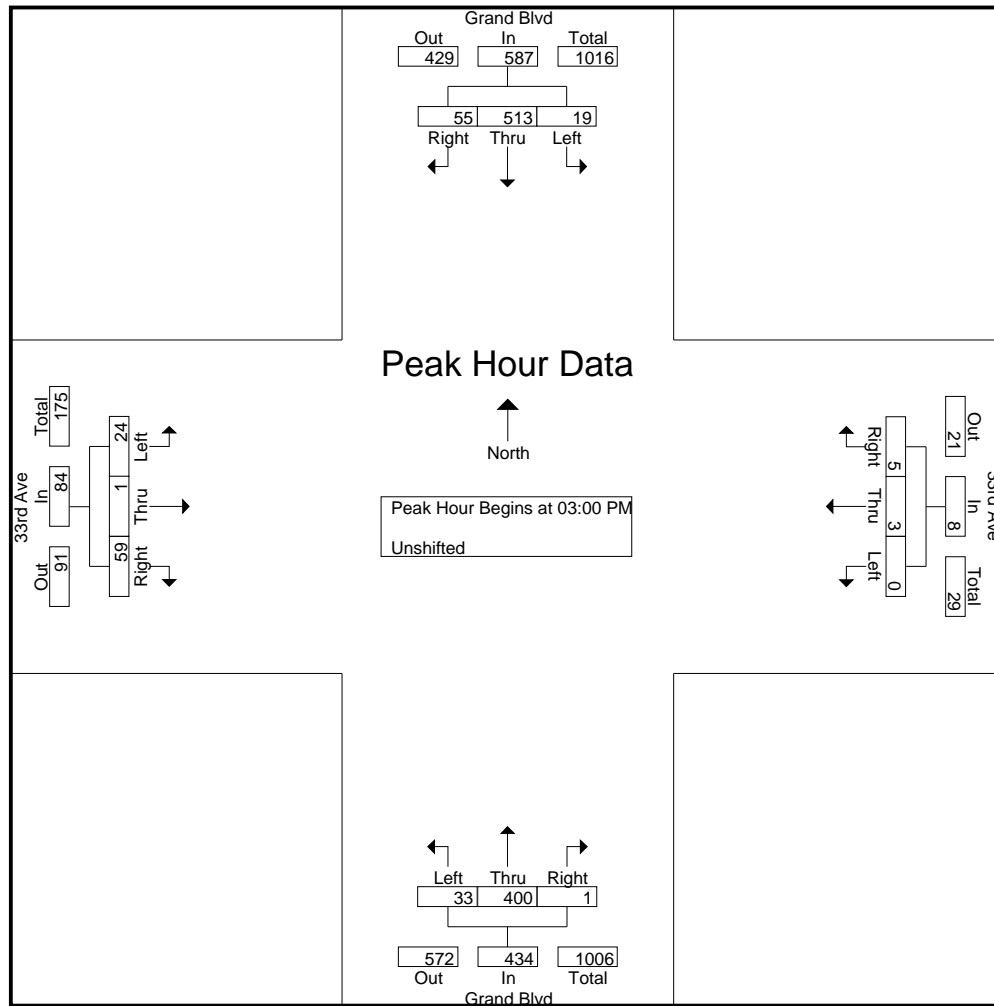 Grand Blvd
Out In Total
429 587 1016
55 513 19
Right Thru Left
Peak Hour Data
North
Peak Hour Begins at 03:00 PM
Unshifted
33rd Ave
Total In Out
175 84 91
24 1 59
Left Thru Right
33rd Ave
Out In Total
21 8 29
5 3 0
Right Thru Left
Left Thru Right
33 400 1
572 434 1006
Out In Total
Grand Blvd